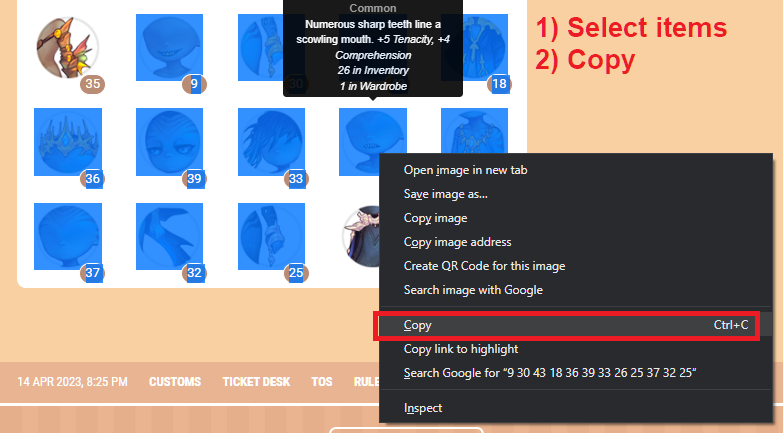 Common
Numerous sharp teeth line a
scowling mouth. +5 Tenacity, +4
Comprehension
26 in Inventory
1 in Wardrobe
1) Select items
2) Copy
35
9
30
18
36
39
33
37
32
25
Open image in new tab
Save image as...
Copy image
Copy image address
Create QR Code for this image
Search image with Google
Copy Ctrl+C
Copy link to highlight
Search Google for “9 30 43 18 36 39 33 26 25 37 32 25”
Inspect
14 APR 2023, 8:25 PM CUSTOMS TICKET DESK TOS RULE